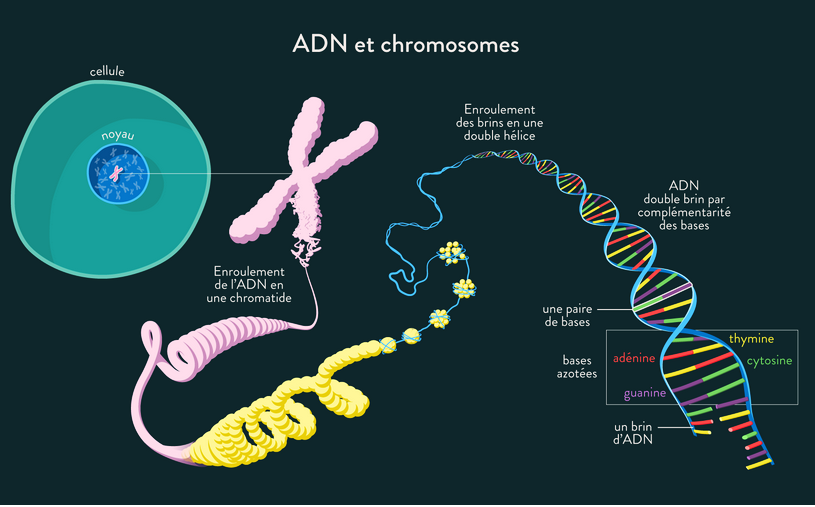 ADN et chromosomes
cellule
noyau
Enroulement
de l'ADN en
une chromatide
Enroulement
des brins en une
double hélice
ADN
double brin par
complémentarité
des bases
une paire
de bases
bases
azotées
adénine
thymine
cytosine
guanine
un brin
d'ADN